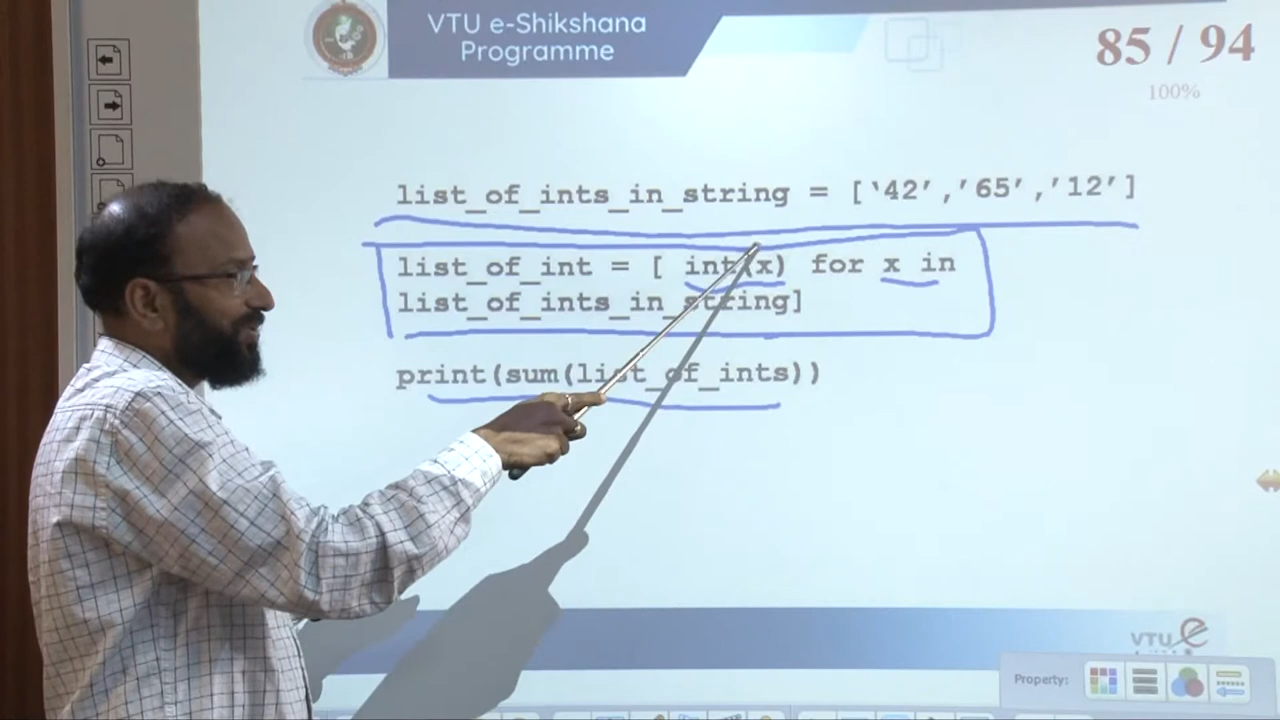 VTU e-Shikshana
Programme
85 / 94
100%
list_of_ints_in_string = [‘42’,’65’,’12’]
list_of_int = [ int(x) for x in
list_of_ints_in_string]
print(sum(list_of_ints))
VTU e
Property: